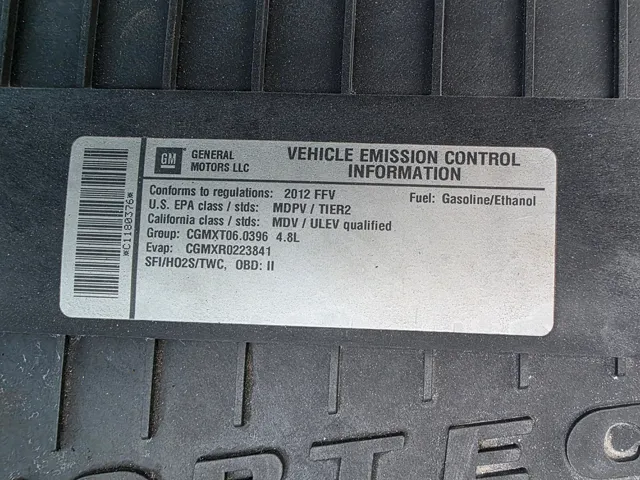 GM GENERAL MOTORS LLC
VEHICLE EMISSION CONTROL
INFORMATION
Conforms to regulations: 2012 FFV
Fuel: Gasoline/Ethanol
U.S. EPA class / stds: MDPV / TIER2
California class / stds: MDV / ULEV qualified
Group: CGMXT06.0396 4.8L
Evap: CGMXR0223841
SFI/HO2S/TWC, OBD: II
*C1180376*